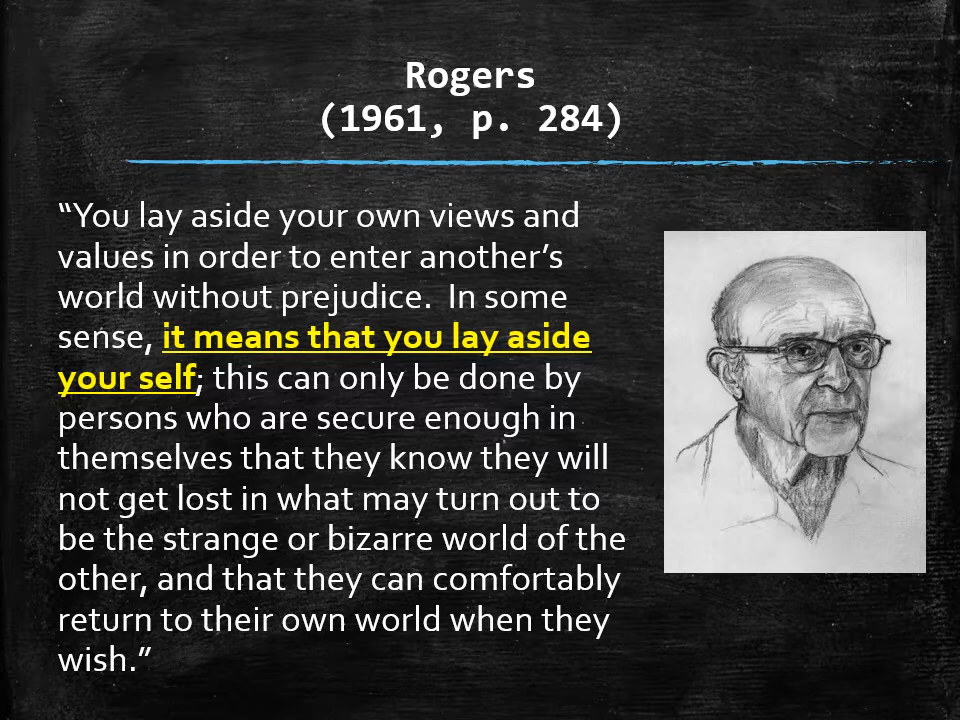 Rogers
(1961, p. 284)
“You lay aside your own views and
values in order to enter another’s
world without prejudice.  In some
sense, it means that you lay aside
your self; this can only be done by
persons who are secure enough in
themselves that they know they will
not get lost in what may turn out to
be the strange or bizarre world of the
other, and that they can comfortably
return to their own world when they
wish.”